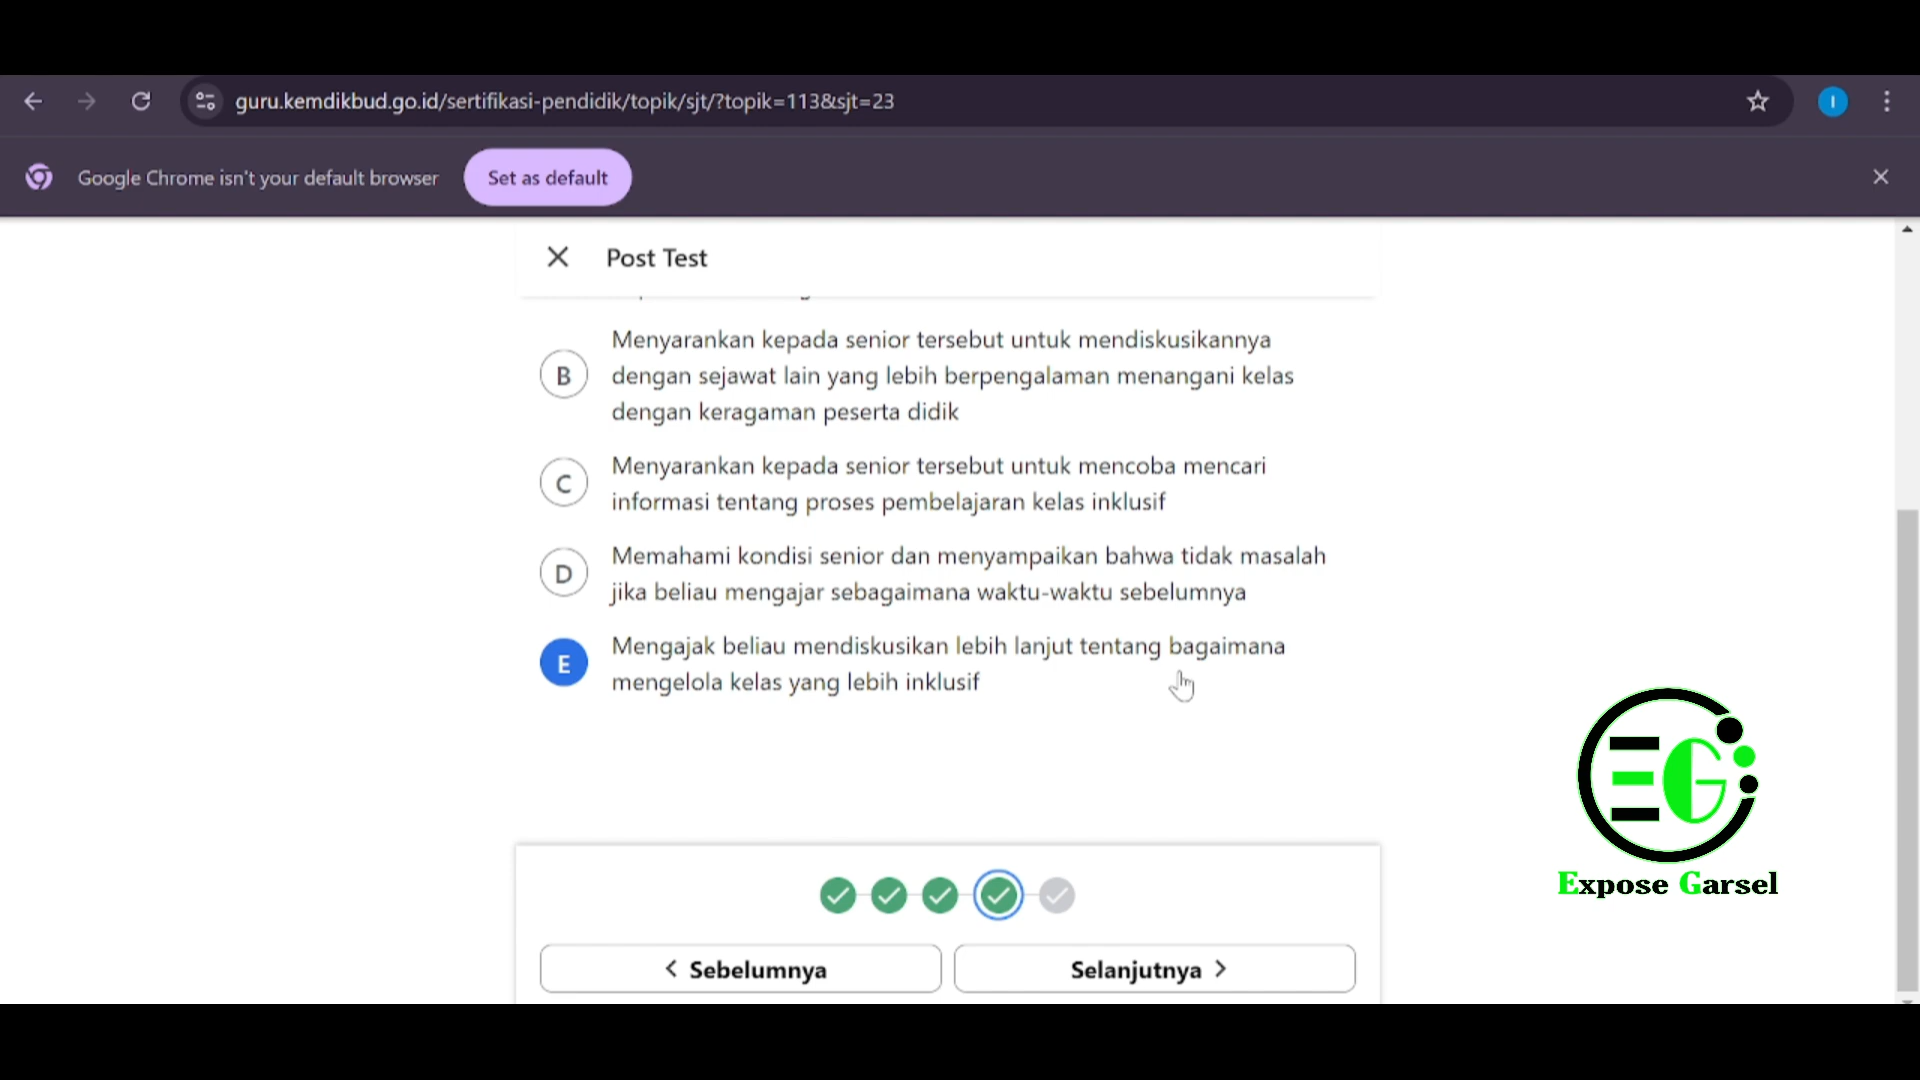 guru.kemdikbud.go.id/sertifikasi-pendidik/topik/sjt/?topik=113&sjt=23
I
Google Chrome isn't your default browser
Set as default
Post Test
B
Menyarankan kepada senior tersebut untuk mendiskusikannya
dengan sejawat lain yang lebih berpengalaman menangani kelas
dengan keragaman peserta didik
C
Menyarankan kepada senior tersebut untuk mencoba mencari
informasi tentang proses pembelajaran kelas inklusif
D
Memahami kondisi senior dan menyampaikan bahwa tidak masalah
jika beliau mengajar sebagaimana waktu-waktu sebelumnya
E
Mengajak beliau mendiskusikan lebih lanjut tentang bagaimana
mengelola kelas yang lebih inklusif
EG
Expose Garsel
< Sebelumnya
Selanjutnya >